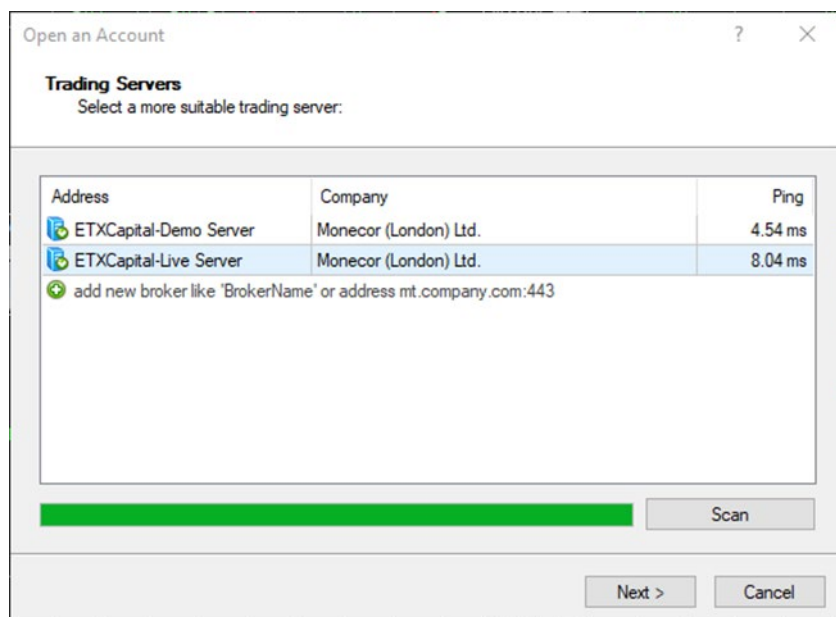 Open an Account ? ×
Trading Servers
Select a more suitable trading server:
Address Company Ping
ETXCapital-Demo Server Monecor (London) Ltd. 4.54 ms
ETXCapital-Live Server Monecor (London) Ltd. 8.04 ms
add new broker like 'BrokerName' or address mt.company.com:443
Scan
Next > Cancel